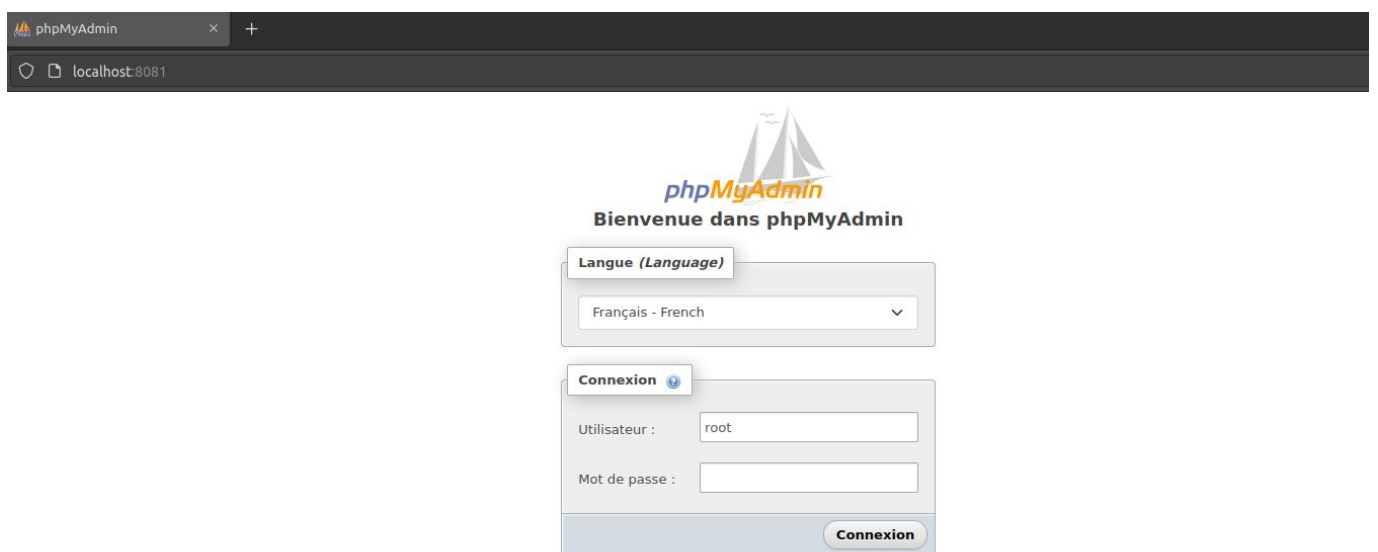 phpMyAdmin
localhost:8081
phpMyAdmin
Bienvenue dans phpMyAdmin
Langue (Language)
Français - French
Connexion
Utilisateur : root
Mot de passe :
Connexion